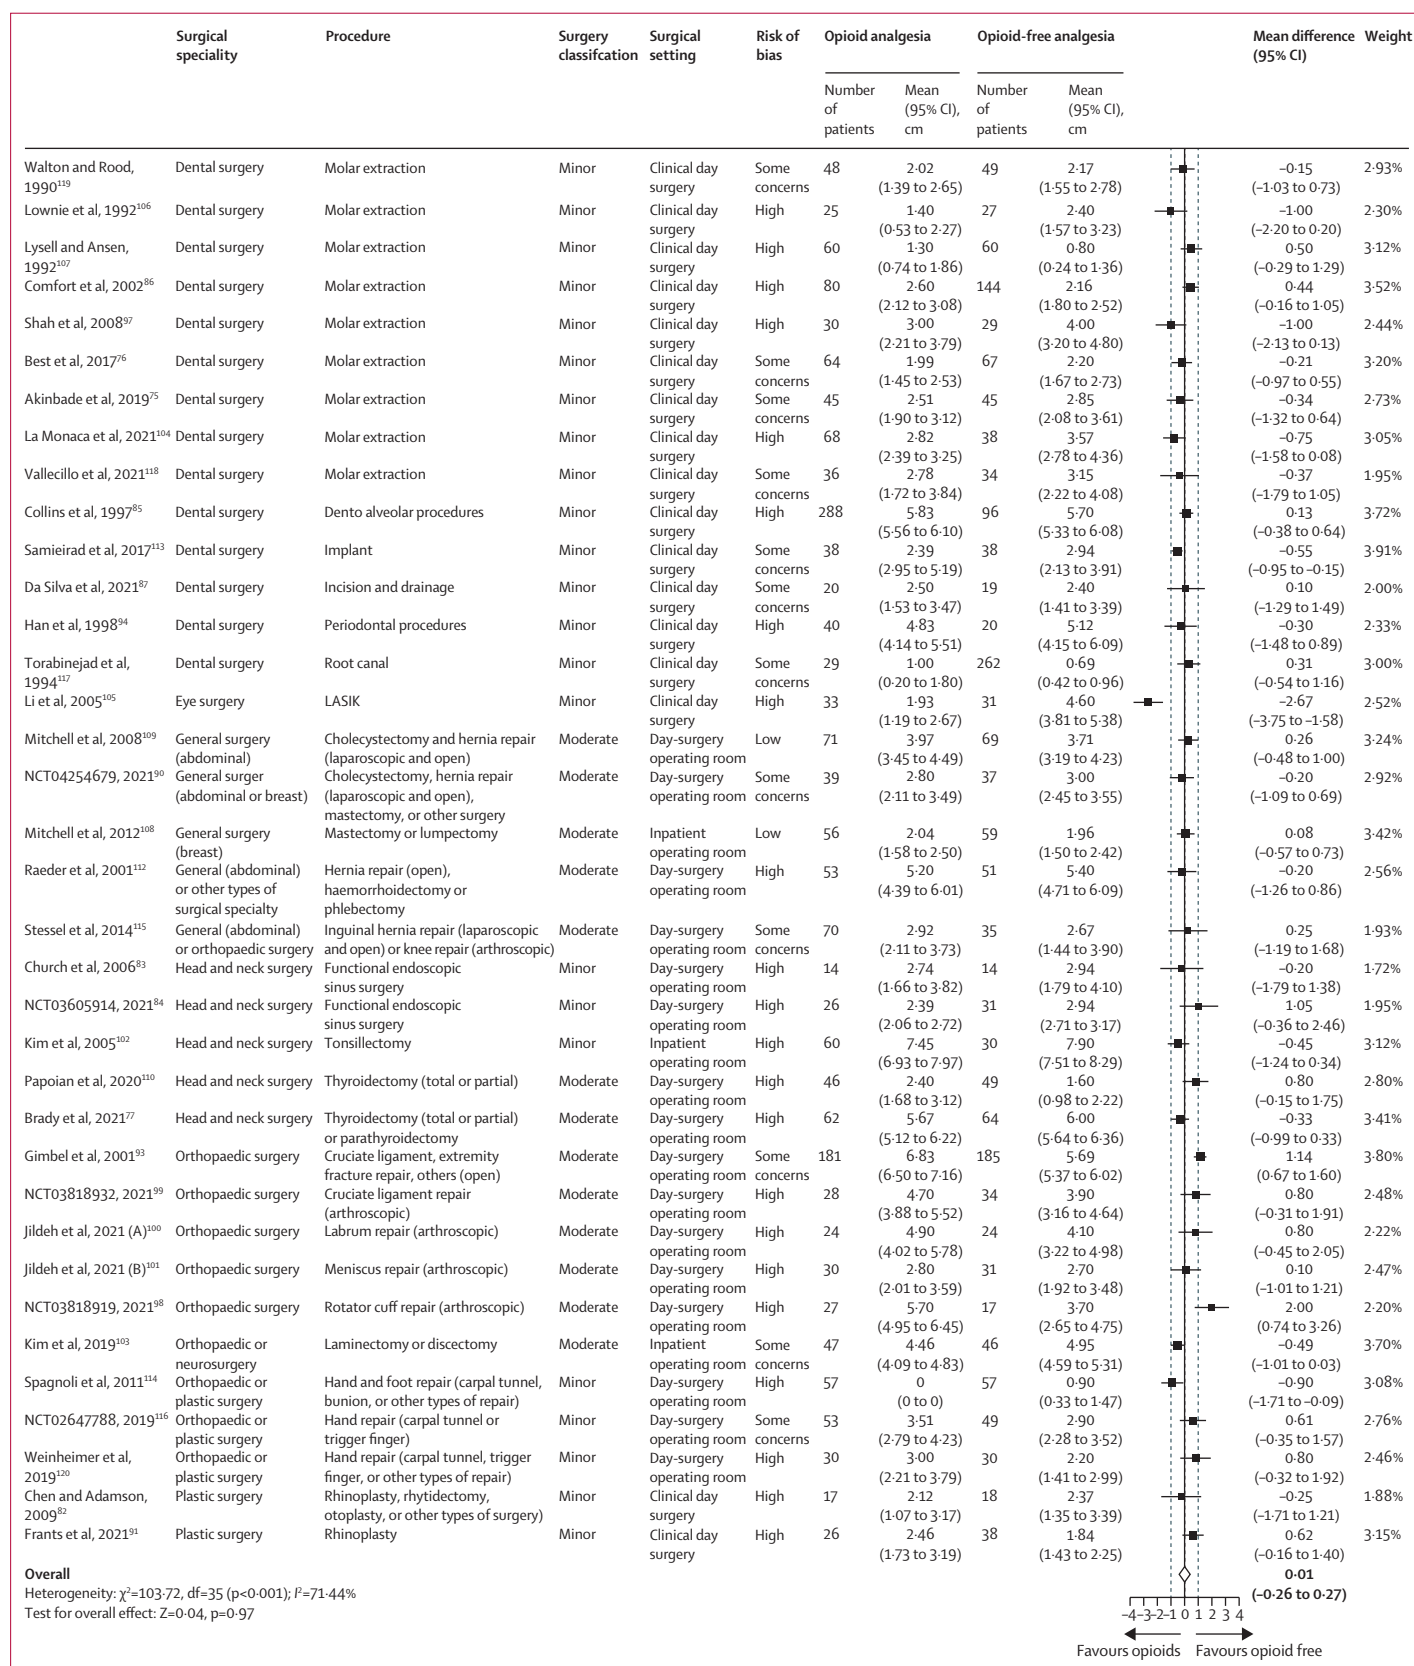 Surgical speciality Procedure Surgery classifcation Surgical setting Risk of bias Opioid analgesia Opioid-free analgesia Mean difference (95% CI) Weight
Number of patients Mean (95% CI), cm Number of patients Mean (95% CI), cm
Walton and Rood, 1990¹¹⁹ Dental surgery Molar extraction Minor Clinical day surgery Some concerns 48 2·02 (1·39 to 2·65) 49 2·17 (1·55 to 2·78) –0·15 (–1·03 to 0·73) 2·93%
Lownie et al, 1992¹⁰⁶ Dental surgery Molar extraction Minor Clinical day surgery High 25 1·40 (0·53 to 2·27) 27 2·40 (1·57 to 3·23) –1·00 (–2·20 to 0·20) 2·30%
Lysell and Ansen, 1992¹⁰⁷ Dental surgery Molar extraction Minor Clinical day surgery High 60 1·30 (0·74 to 1·86) 60 0·80 (0·24 to 1·36) 0·50 (–0·29 to 1·29) 3·12%
Comfort et al, 2002⁸⁶ Dental surgery Molar extraction Minor Clinical day surgery High 80 2·60 (2·12 to 3·08) 144 2·16 (1·80 to 2·52) 0·44 (–0·16 to 1·05) 3·52%
Shah et al, 2008⁹⁷ Dental surgery Molar extraction Minor Clinical day surgery High 30 3·00 (2·21 to 3·79) 29 4·00 (3·20 to 4·80) –1·00 (–2·13 to 0·13) 2·44%
Best et al, 2017⁷⁶ Dental surgery Molar extraction Minor Clinical day surgery Some concerns 64 1·99 (1·45 to 2·53) 67 2·20 (1·67 to 2·73) –0·21 (–0·97 to 0·55) 3·20%
Akinbade et al, 2019⁷⁵ Dental surgery Molar extraction Minor Clinical day surgery Some concerns 45 2·51 (1·90 to 3·12) 45 2·85 (2·08 to 3·61) –0·34 (–1·32 to 0·64) 2·73%
La Monaca et al, 2021¹⁰⁴ Dental surgery Molar extraction Minor Clinical day surgery High 68 2·82 (2·39 to 3·25) 38 3·57 (2·78 to 4·36) –0·75 (–1·58 to 0·08) 3·05%
Vallecillo et al, 2021¹¹⁸ Dental surgery Molar extraction Minor Clinical day surgery Some concerns 36 2·78 (1·72 to 3·84) 34 3·15 (2·22 to 4·08) –0·37 (–1·79 to 1·05) 1·95%
Collins et al, 1997⁸⁵ Dental surgery Dento alveolar procedures Minor Clinical day surgery High 288 5·83 (5·56 to 6·10) 96 5·70 (5·33 to 6·08) 0·13 (–0·38 to 0·64) 3·72%
Samieirad et al, 2017¹¹³ Dental surgery Implant Minor Clinical day surgery Some concerns 38 2·39 (2·95 to 5·19) 38 2·94 (2·13 to 3·91) –0·55 (–0·95 to –0·15) 3·91%
Da Silva et al, 2021⁸⁷ Dental surgery Incision and drainage Minor Clinical day surgery Some concerns 20 2·50 (1·53 to 3·47) 19 2·40 (1·41 to 3·39) 0·10 (–1·29 to 1·49) 2·00%
Han et al, 1998⁹⁴ Dental surgery Periodontal procedures Minor Clinical day surgery High 40 4·83 (4·14 to 5·51) 20 5·12 (4·15 to 6·09) –0·30 (–1·48 to 0·89) 2·33%
Torabinejad et al, 1994¹¹⁷ Dental surgery Root canal Minor Clinical day surgery Some concerns 29 1·00 (0·20 to 1·80) 262 0·69 (0·42 to 0·96) 0·31 (–0·54 to 1·16) 3·00%
Li et al, 2005¹⁰⁵ Eye surgery LASIK Minor Clinical day surgery High 33 1·93 (1·19 to 2·67) 31 4·60 (3·81 to 5·38) –2·67 (–3·75 to –1·58) 2·52%
Mitchell et al, 2008¹⁰⁹ General surgery (abdominal) Cholecystectomy and hernia repair (laparoscopic and open) Moderate Day-surgery operating room Low 71 3·97 (3·45 to 4·49) 69 3·71 (3·19 to 4·23) 0·26 (–0·48 to 1·00) 3·24%
NCT04254679, 2021⁹⁰ General surger (abdominal or breast) Cholecystectomy, hernia repair (laparoscopic and open), mastectomy, or other surgery Moderate Day-surgery operating room Some concerns 39 2·80 (2·11 to 3·49) 37 3·00 (2·45 to 3·55) –0·20 (–1·09 to 0·69) 2·92%
Mitchell et al, 2012¹⁰⁸ General surgery (breast) Mastectomy or lumpectomy Moderate Inpatient operating room Low 56 2·04 (1·58 to 2·50) 59 1·96 (1·50 to 2·42) 0·08 (–0·57 to 0·73) 3·42%
Raeder et al, 2001¹¹² General (abdominal) or other types of surgical specialty Hernia repair (open), haemorrhoidectomy or phlebectomy Moderate Day-surgery operating room High 53 5·20 (4·39 to 6·01) 51 5·40 (4·71 to 6·09) –0·20 (–1·26 to 0·86) 2·56%
Stessel et al, 2014¹¹⁵ General (abdominal) or orthopaedic surgery Inguinal hernia repair (laparoscopic and open) or knee repair (arthroscopic) Moderate Day-surgery operating room Some concerns 70 2·92 (2·11 to 3·73) 35 2·67 (1·44 to 3·90) 0·25 (–1·19 to 1·68) 1·93%
Church et al, 2006⁸³ Head and neck surgery Functional endoscopic sinus surgery Minor Day-surgery operating room High 14 2·74 (1·66 to 3·82) 14 2·94 (1·79 to 4·10) –0·20 (–1·79 to 1·38) 1·72%
NCT03605914, 2021⁸⁴ Head and neck surgery Functional endoscopic sinus surgery Minor Day-surgery operating room High 26 2·39 (2·06 to 2·72) 31 2·94 (2·71 to 3·17) 1·05 (–0·36 to 2·46) 1·95%
Kim et al, 2005¹⁰² Head and neck surgery Tonsillectomy Minor Inpatient operating room High 60 7·45 (6·93 to 7·97) 30 7·90 (7·51 to 8·29) –0·45 (–1·24 to 0·34) 3·12%
Papoian et al, 2020¹¹⁰ Head and neck surgery Thyroidectomy (total or partial) Moderate Day-surgery operating room High 46 2·40 (1·68 to 3·12) 49 1·60 (0·98 to 2·22) 0·80 (–0·15 to 1·75) 2·80%
Brady et al, 2021⁷⁷ Head and neck surgery Thyroidectomy (total or partial) or parathyroidectomy Moderate Day-surgery operating room High 62 5·67 (5·12 to 6·22) 64 6·00 (5·64 to 6·36) –0·33 (–0·99 to 0·33) 3·41%
Gimbel et al, 2001⁹³ Orthopaedic surgery Cruciate ligament, extremity fracture repair, others (open) Moderate Day-surgery operating room Some concerns 181 6·83 (6·50 to 7·16) 185 5·69 (5·37 to 6·02) 1·14 (0·67 to 1·60) 3·80%
NCT03818932, 2021⁹⁹ Orthopaedic surgery Cruciate ligament repair (arthroscopic) Moderate Day-surgery operating room High 28 4·70 (3·88 to 5·52) 34 3·90 (3·16 to 4·64) 0·80 (–0·31 to 1·91) 2·48%
Jildeh et al, 2021 (A)¹⁰⁰ Orthopaedic surgery Labrum repair (arthroscopic) Moderate Day-surgery operating room High 24 4·90 (4·02 to 5·78) 24 4·10 (3·22 to 4·98) 0·80 (–0·45 to 2·05) 2·22%
Jildeh et al, 2021 (B)¹⁰¹ Orthopaedic surgery Meniscus repair (arthroscopic) Moderate Day-surgery operating room High 30 2·80 (2·01 to 3·59) 31 2·70 (1·92 to 3·48) 0·10 (–1·01 to 1·21) 2·47%
NCT03818919, 2021⁹⁸ Orthopaedic surgery Rotator cuff repair (arthroscopic) Moderate Day-surgery operating room High 27 5·70 (4·95 to 6·45) 17 3·70 (2·65 to 4·75) 2·00 (0·74 to 3·26) 2·20%
Kim et al, 2019¹⁰³ Orthopaedic or neurosurgery Laminectomy or discectomy Moderate Inpatient operating room Some concerns 47 4·46 (4·09 to 4·83) 46 4·95 (4·59 to 5·31) –0·49 (–1·01 to 0·03) 3·70%
Spagnoli et al, 2011¹¹⁴ Orthopaedic or plastic surgery Hand and foot repair (carpal tunnel, bunion, or other types of repair) Minor Day-surgery operating room High 57 0 (0 to 0) 57 0·90 (0·33 to 1·47) –0·90 (–1·71 to –0·09) 3·08%
NCT02647788, 2019¹¹⁶ Orthopaedic or plastic surgery Hand repair (carpal tunnel or trigger finger) Minor Day-surgery operating room Some concerns 53 3·51 (2·79 to 4·23) 49 2·90 (2·28 to 3·52) 0·61 (–0·35 to 1·57) 2·76%
Weinheimer et al, 2019¹²⁰ Orthopaedic or plastic surgery Hand repair (carpal tunnel, trigger finger, or other types of repair) Minor Day-surgery operating room High 30 3·00 (2·21 to 3·79) 30 2·20 (1·41 to 2·99) 0·80 (–0·32 to 1·92) 2·46%
Chen and Adamson, 2009⁸² Plastic surgery Rhinoplasty, rhytidectomy, otoplasty, or other types of surgery) Minor Clinical day surgery High 17 2·12 (1·07 to 3·17) 18 2·37 (1·35 to 3·39) –0·25 (–1·71 to 1·21) 1·88%
Frants et al, 2021⁹¹ Plastic surgery Rhinoplasty Minor Clinical day surgery High 26 2·46 (1·73 to 3·19) 38 1·84 (1·43 to 2·25) 0·62 (–0·16 to 1·40) 3·15%
Overall 0·01
Heterogeneity: χ²=103·72, df=35 (p<0·001); I²=71·44% (–0·26 to 0·27)
Test for overall effect: Z=0·04, p=0·97
–4 –3 –2 –1 0 1 2 3 4
Favours opioids Favours opioid free